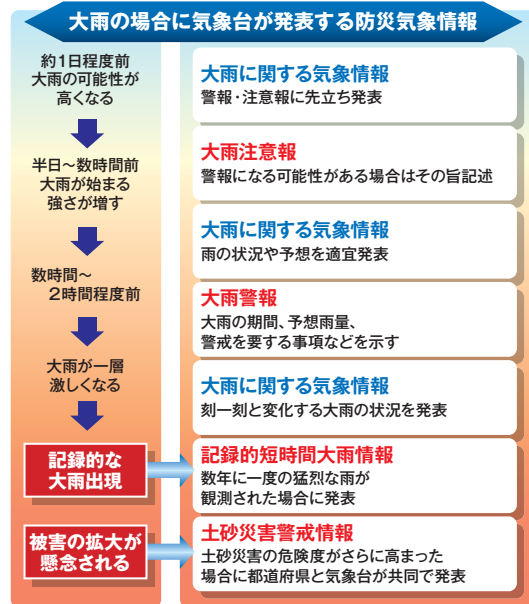 大雨の場合に気象台が発表する防災気象情報
約1日程度前
大雨の可能性が
高くなる
大雨に関する気象情報
警報・注意報に先立ち発表
半日～数時間前
大雨が始まる
強さが増す
大雨注意報
警報になる可能性がある場合はその旨記述
大雨に関する気象情報
雨の状況や予想を適宜発表
数時間～
2時間程度前
大雨警報
大雨の期間、予想雨量、
警戒を要する事項などを示す
大雨が一層
激しくなる
大雨に関する気象情報
刻一刻と変化する大雨の状況を発表
記録的な
大雨出現
記録的短時間大雨情報
数年に一度の猛烈な雨が
観測された場合に発表
被害の拡大が
懸念される
土砂災害警戒情報
土砂災害の危険度がさらに高まった
場合に都道府県と気象台が共同で発表